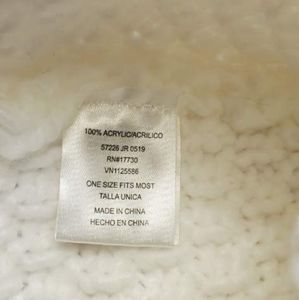 100% ACRYLIC/ACRILICO
57226 JR 0519
RN#17730
VN1125586
ONE SIZE FITS MOST
TALLA UNICA
MADE IN CHINA
HECHO EN CHINA